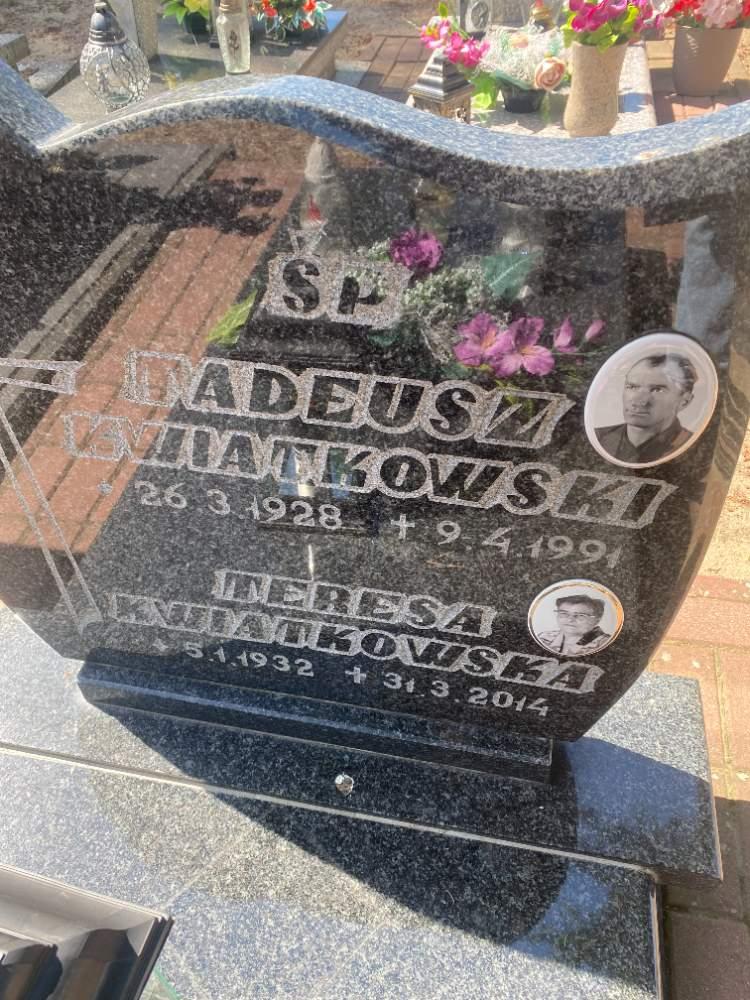 ŚP
TADEUSZ
KWIATKOWSKI
* 26.3.1928 + 9.4.1991
TERESA
KWIATKOWSKA
* 5.1.1932 + 31.3.2014